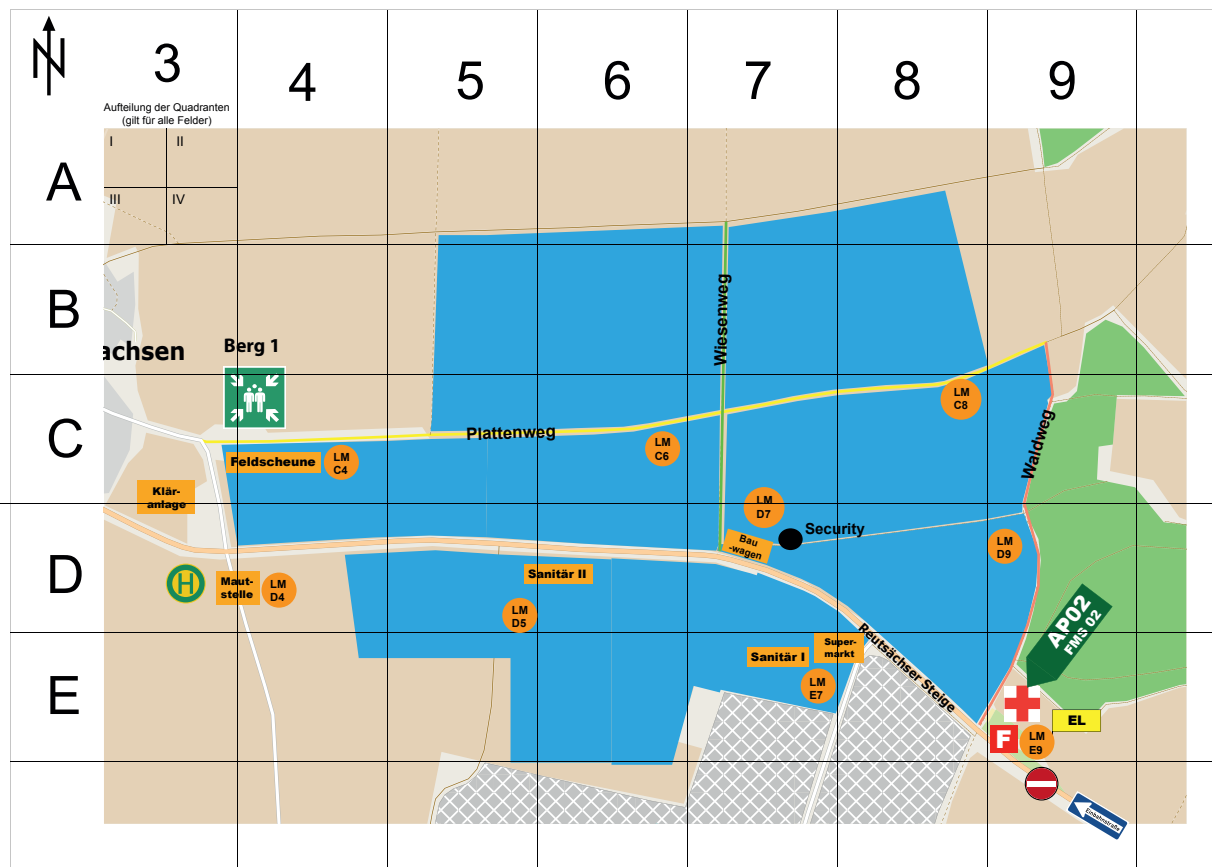 N
3
4
5
6
7
8
9
Aufteilung der Quadranten
(gilt für alle Felder)
I
II
III
IV
A
B
Wiesenweg
achsen
Berg 1
C
Plattenweg
LM
C8
LM
C6
Feldscheune
LM
C4
Waldweg
Klär-
anlage
LM
D7
Security
Bau
-wagen
LM
D9
D
H
Maut-
stelle
LM
D4
Sanitär II
LM
D5
AP02
FMS 02
Reutsächser Steige
Super-
markt
Sanitär I
LM
E7
E
EL
F
LM
E9
Einbahnstraße